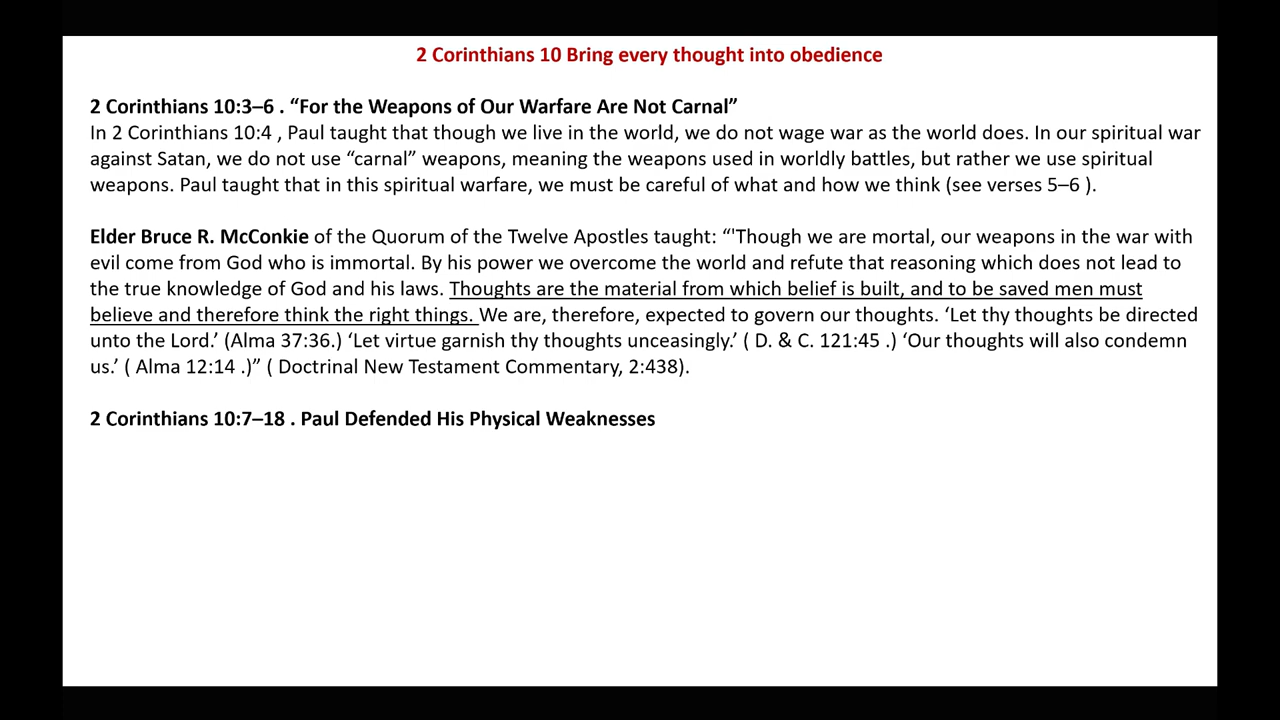 2 Corinthians 10 Bring every thought into obedience
2 Corinthians 10:3–6 . “For the Weapons of Our Warfare Are Not Carnal”
In 2 Corinthians 10:4 , Paul taught that though we live in the world, we do not wage war as the world does. In our spiritual war
against Satan, we do not use “carnal” weapons, meaning the weapons used in worldly battles, but rather we use spiritual
weapons. Paul taught that in this spiritual warfare, we must be careful of what and how we think (see verses 5–6 ).
Elder Bruce R. McConkie of the Quorum of the Twelve Apostles taught: “'Though we are mortal, our weapons in the war with
evil come from God who is immortal. By his power we overcome the world and refute that reasoning which does not lead to
the true knowledge of God and his laws. Thoughts are the material from which belief is built, and to be saved men must
believe and therefore think the right things. We are, therefore, expected to govern our thoughts. ‘Let thy thoughts be directed
unto the Lord.’ (Alma 37:36.) ‘Let virtue garnish thy thoughts unceasingly.’ ( D. & C. 121:45 .) ‘Our thoughts will also condemn
us.’ ( Alma 12:14 .)” ( Doctrinal New Testament Commentary, 2:438).
2 Corinthians 10:7–18 . Paul Defended His Physical Weaknesses